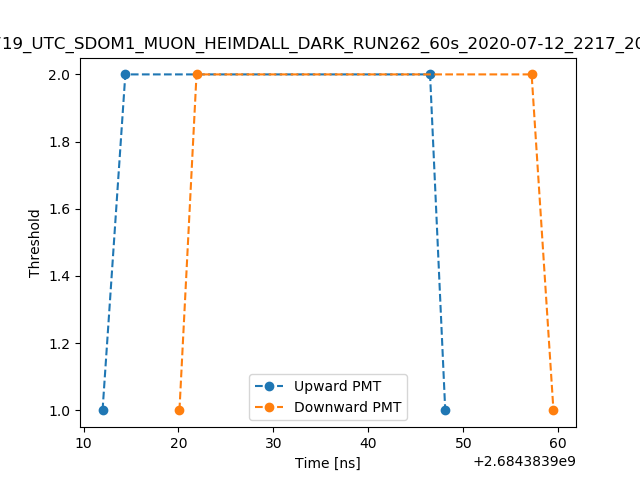 19_UTC_SDOM1_MUON_HEIMDALL_DARK_RUN262_60s_2020-07-12_2217_20
2.0
1.8
1.6
1.4
1.2
1.0
Threshold
Upward PMT
Downward PMT
10 20 30 40 50 60
Time [ns]
+2.6843839e9